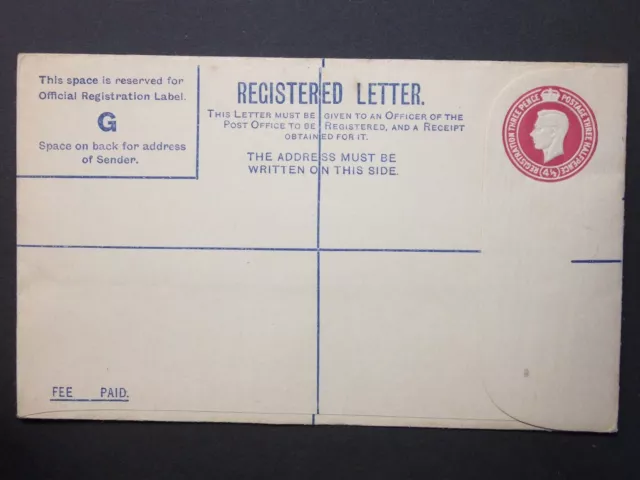 This space is reserved for
Official Registration Label.
G
Space on back for address
of Sender.
REGISTERED LETTER.
THIS LETTER MUST BE GIVEN TO AN OFFICER OF THE
POST OFFICE TO BE REGISTERED, AND A RECEIPT
OBTAINED FOR IT.
THE ADDRESS MUST BE
WRITTEN ON THIS SIDE.
REGISTRATION THREE PENCE POSTAGE THREE HALFPENCE
4½
FEE PAID.